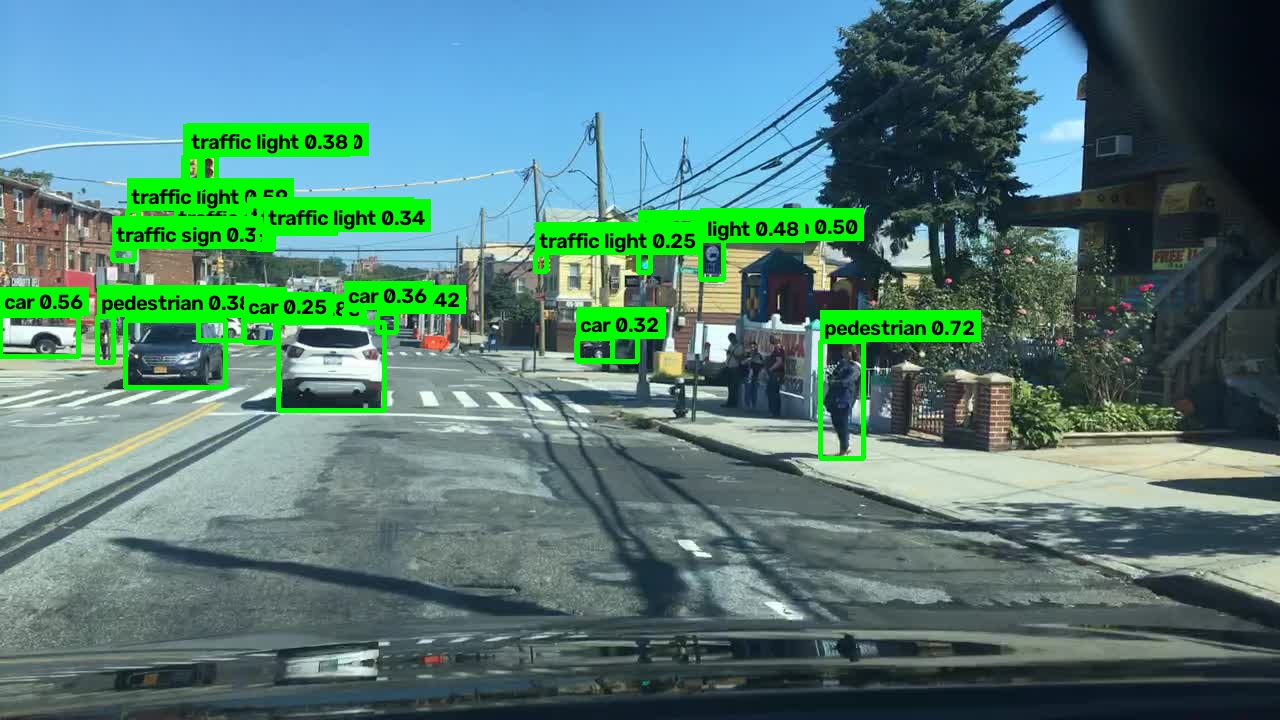 traffic light 0.38
traffic light 0.59
traffic light 0.34
traffic sign 0.3
light 0.48
0.50
traffic light 0.25
car 0.56
pedestrian 0.38
car 0.25
car 0.36
42
car 0.32
pedestrian 0.72
FREE